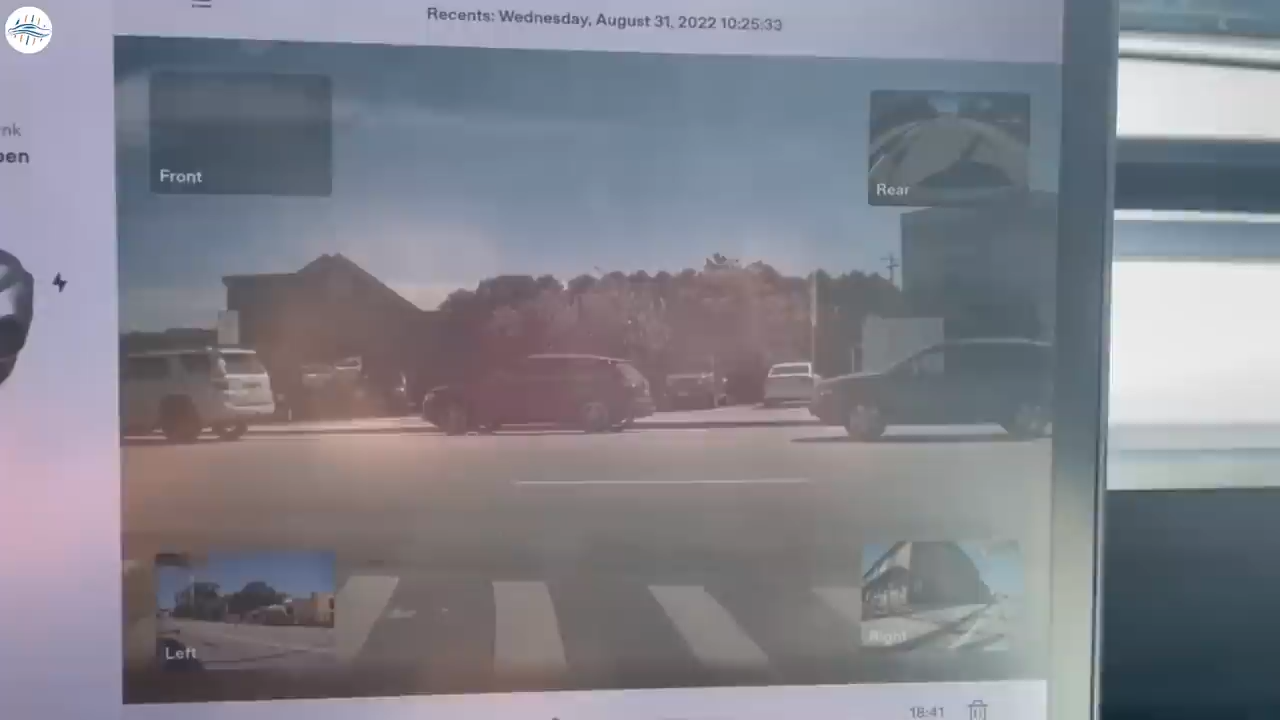 Recents: Wednesday, August 31, 2022 10:25:33
Front
Rear
Left
Right
18:41